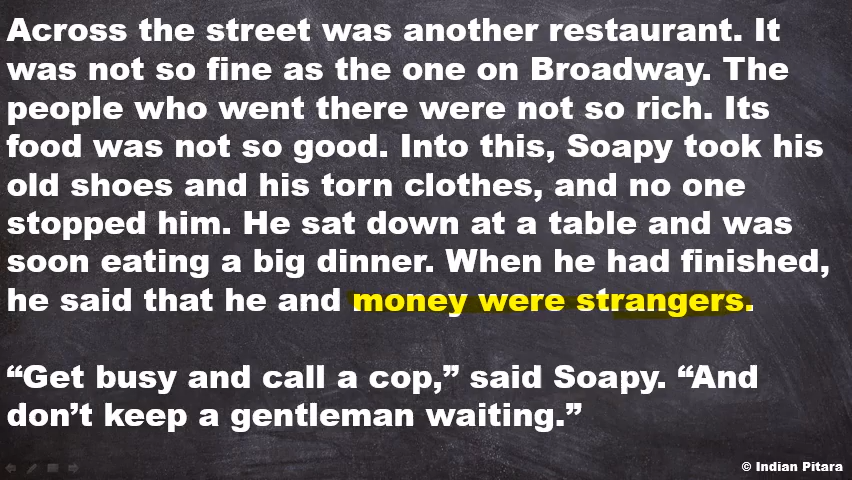 Across the street was another restaurant. It
was not so fine as the one on Broadway. The
people who went there were not so rich. Its
food was not so good. Into this, Soapy took his
old shoes and his torn clothes, and no one
stopped him. He sat down at a table and was
soon eating a big dinner. When he had finished,
he said that he and money were strangers.
“Get busy and call a cop,” said Soapy. “And
don’t keep a gentleman waiting.”
© Indian Pitara